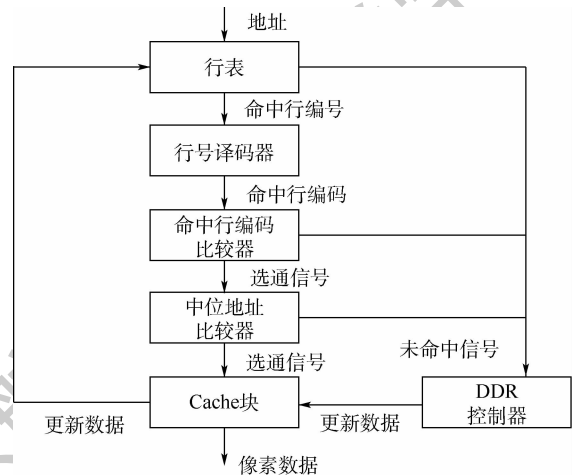 地址
行表
命中行编号
行号译码器
命中行编码
命中行编码
比较器
选通信号
中位地址
比较器
未命中信号
选通信号
Cache块
DDR
控制器
更新数据
更新数据
像素数据